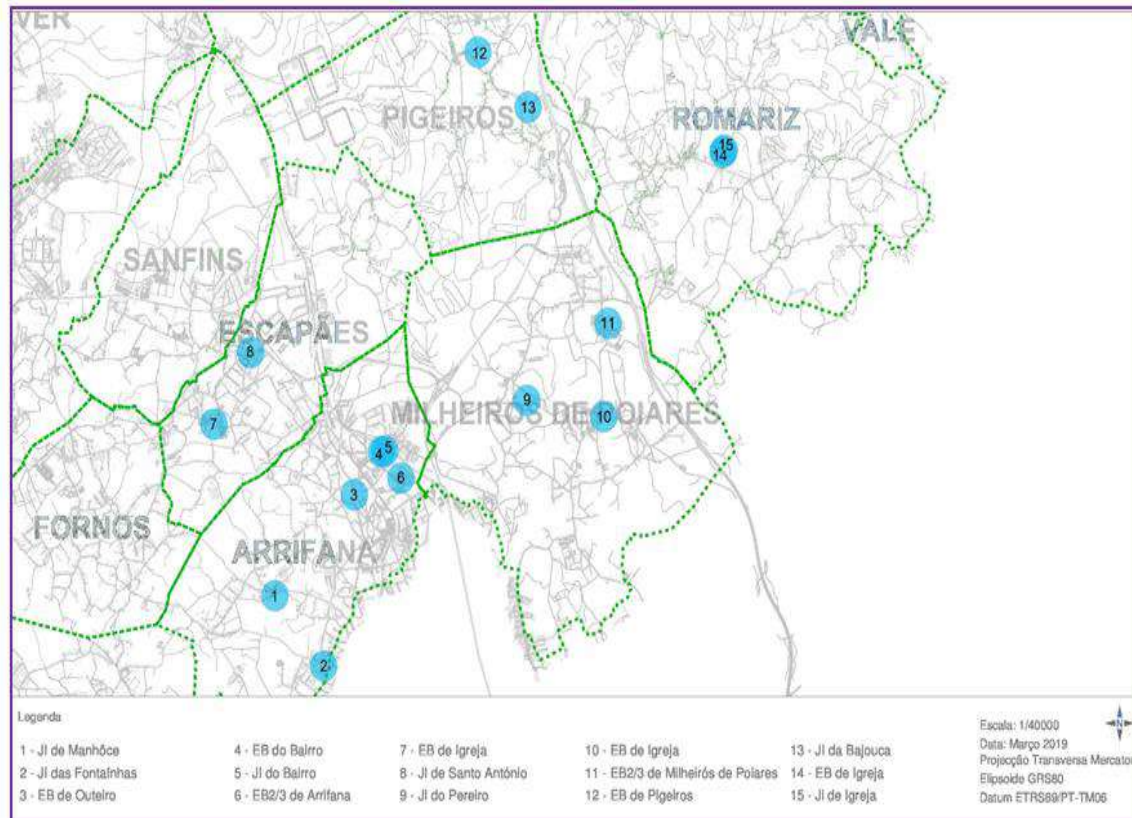 VER
VALE
12
13
PIGEIROS
ROMARIZ
15
14
SANFINS
ESCAPÃES
8
11
7
9
MILHEIROS DE POIARES
10
5
4
6
3
FORNOS
ARRIFANA
1
2
Legenda
1 - JI de Manhôce
2 - JI das Fontaínhas
3 - EB de Outeiro
4 - EB do Bairro
5 - JI do Bairro
6 - EB2/3 de Arrifana
7 - EB de Igreja
8 - JI de Santo António
9 - JI do Pereiro
10 - EB de Igreja
11 - EB2/3 de Milheirós de Poiares
12 - EB de Pigeiros
13 - JI da Bajouca
14 - EB de Igreja
15 - JI de Igreja
Escala: 1/40000
Data: Março 2019
Projecção Transversa Mercator
Elipsoide GRS80
Datum ETRS89/PT-TM06
N